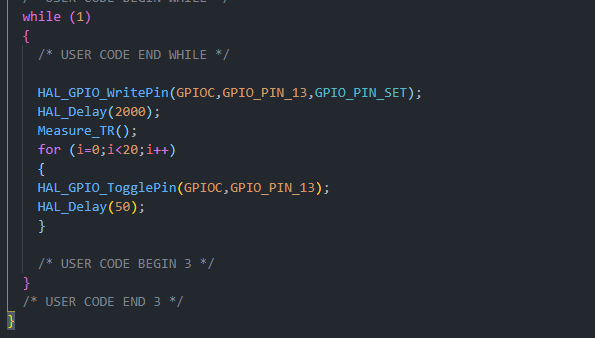 /* USER CODE BEGIN WHILE */
while (1)
{
/* USER CODE END WHILE */
HAL_GPIO_WritePin(GPIOC,GPIO_PIN_13,GPIO_PIN_SET);
HAL_Delay(2000);
Measure_TR();
for (i=0;i<20;i++)
{
HAL_GPIO_TogglePin(GPIOC,GPIO_PIN_13);
HAL_Delay(50);
}
/* USER CODE BEGIN 3 */
}
/* USER CODE END 3 */
}